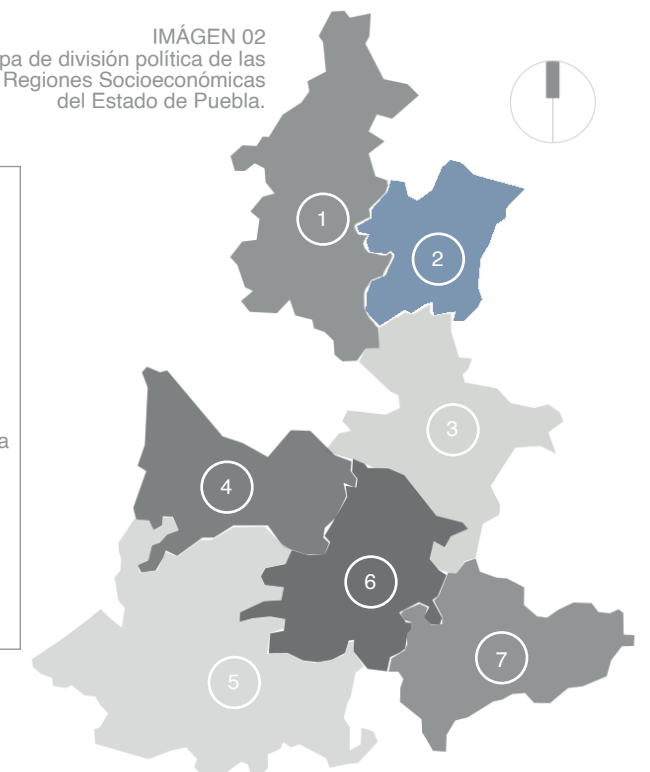 IMÁGEN 02
pa de división política de las
Regiones Socioeconómicas
del Estado de Puebla.
1
2
3
a
4
6
7
5